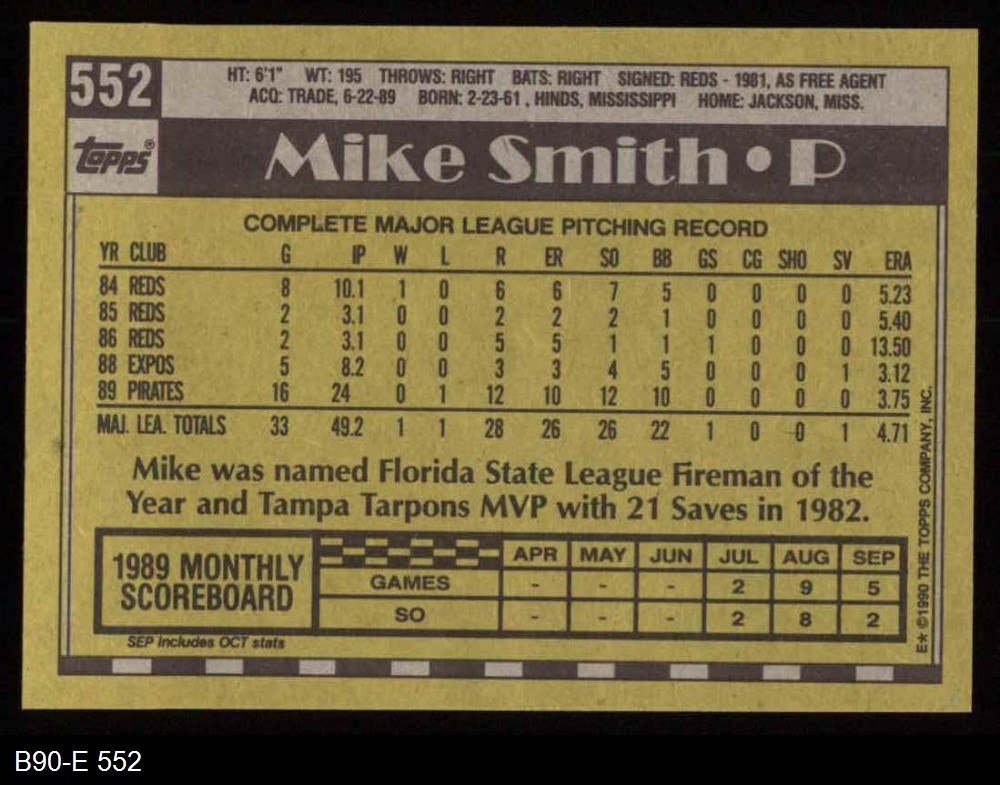 552
HT: 6'1" WT: 195 THROWS: RIGHT BATS: RIGHT SIGNED: REDS - 1981, AS FREE AGENT
ACQ: TRADE, 6-22-89 BORN: 2-23-61 , HINDS, MISSISSIPPI HOME: JACKSON, MISS.
topps®
Mike Smith • P
COMPLETE MAJOR LEAGUE PITCHING RECORD
YR CLUB G IP W L R ER SO BB GS CG SHO SV ERA
84 REDS 8 10.1 1 0 6 6 7 5 0 0 0 0 5.23
85 REDS 2 3.1 0 0 2 2 2 1 0 0 0 0 5.40
86 REDS 2 3.1 0 0 5 5 1 1 1 0 0 0 13.50
88 EXPOS 5 8.2 0 0 3 3 4 5 0 0 0 1 3.12
89 PIRATES 16 24 0 1 12 10 12 10 0 0 0 0 3.75
MAJ. LEA. TOTALS 33 49.2 1 1 28 26 26 22 1 0 0 1 4.71
Mike was named Florida State League Fireman of the
Year and Tampa Tarpons MVP with 21 Saves in 1982.
1989 MONTHLY
SCOREBOARD
APR MAY JUN JUL AUG SEP
GAMES - - - 2 9 5
SO - - - 2 8 2
SEP includes OCT stats
E* ©1990 THE TOPPS COMPANY, INC.
B90-E 552